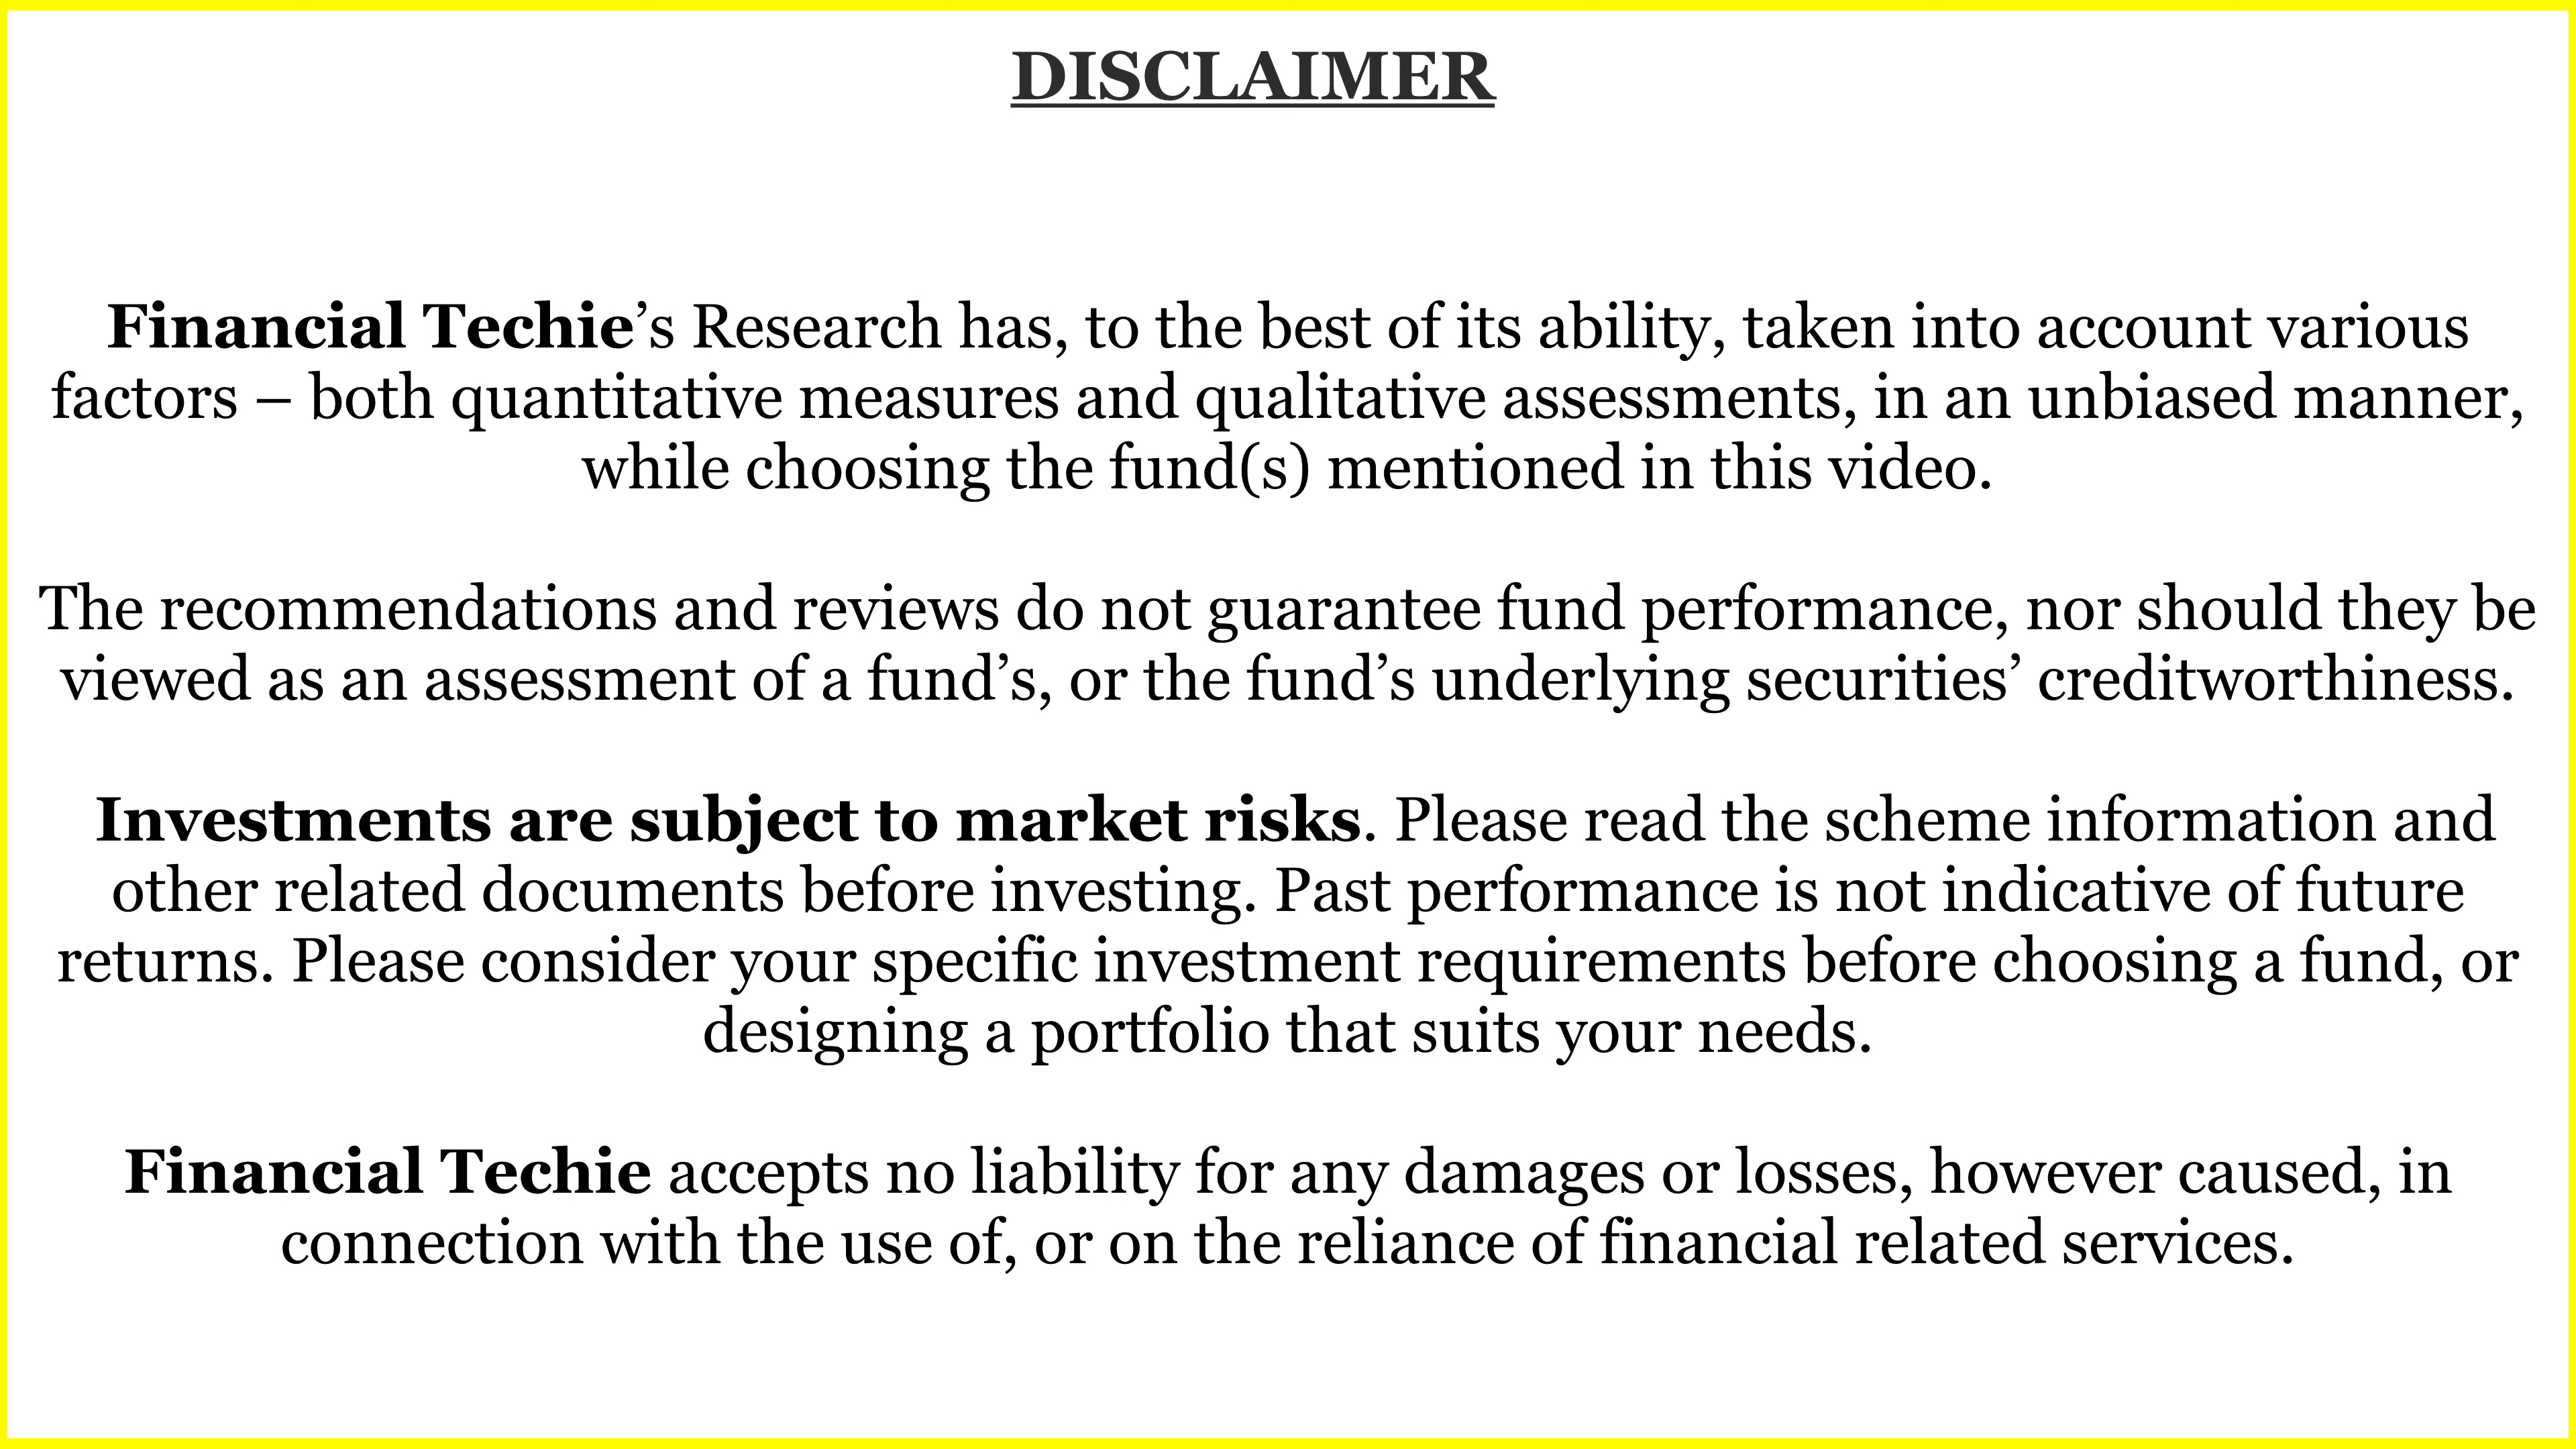 DISCLAIMER
Financial Techie’s Research has, to the best of its ability, taken into account various
factors – both quantitative measures and qualitative assessments, in an unbiased manner,
while choosing the fund(s) mentioned in this video.
The recommendations and reviews do not guarantee fund performance, nor should they be
viewed as an assessment of a fund’s, or the fund’s underlying securities’ creditworthiness.
Investments are subject to market risks. Please read the scheme information and
other related documents before investing. Past performance is not indicative of future
returns. Please consider your specific investment requirements before choosing a fund, or
designing a portfolio that suits your needs.
Financial Techie accepts no liability for any damages or losses, however caused, in
connection with the use of, or on the reliance of financial related services.